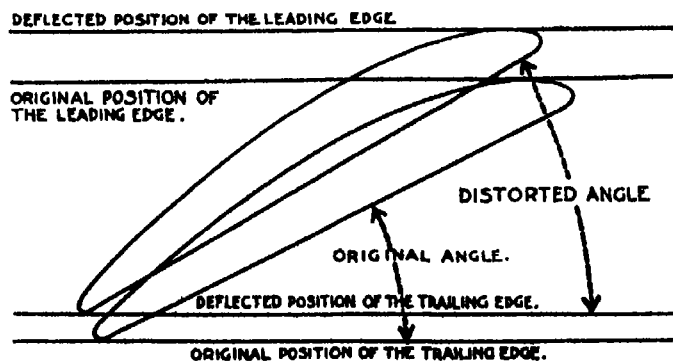 DEFLECTED POSITION OF THE LEADING EDGE
ORIGINAL POSITION OF
THE LEADING EDGE.
DISTORTED ANGLE
ORIGINAL ANGLE.
DEFLECTED POSITION OF THE TRAILING EDGE.
ORIGINAL POSITION OF THE TRAILING EDGE.